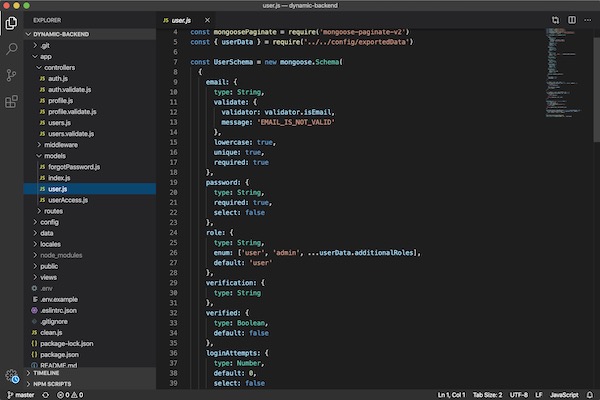 user.js — dynamic-backend
EXPLORER
DYNAMIC-BACKEND
.git
app
controllers
JS auth.js
JS auth.validate.js
JS profile.js
JS profile.validate.js
JS users.js
JS users.validate.js
middleware
models
JS forgotPassword.js
JS index.js
JS user.js
JS userAccess.js
routes
config
data
locales
node_modules
public
views
.env
.env.example
.eslintrc.json
.gitignore
JS clean.js
package-lock.json
package.json
README.md
TIMELINE
NPM SCRIPTS
JS user.js ×
4 const mongoosePaginate = require('mongoose-paginate-v2')
5 const { userData } = require('../../config/exportedData')
6
7 const UserSchema = new mongoose.Schema(
8 {
9 email: {
10 type: String,
11 validate: {
12 validator: validator.isEmail,
13 message: 'EMAIL_IS_NOT_VALID'
14 },
15 lowercase: true,
16 unique: true,
17 required: true
18 },
19 password: {
20 type: String,
21 required: true,
22 select: false
23 },
24 role: {
25 type: String,
26 enum: ['user', 'admin', ...userData.additionalRoles],
27 default: 'user'
28 },
29 verification: {
30 type: String
31 },
32 verified: {
33 type: Boolean,
34 default: false
35 },
36 loginAttempts: {
37 type: Number,
38 default: 0,
39 select: false
master 0 0
Ln 1, Col 1 Tab Size: 2 UTF-8 LF JavaScript